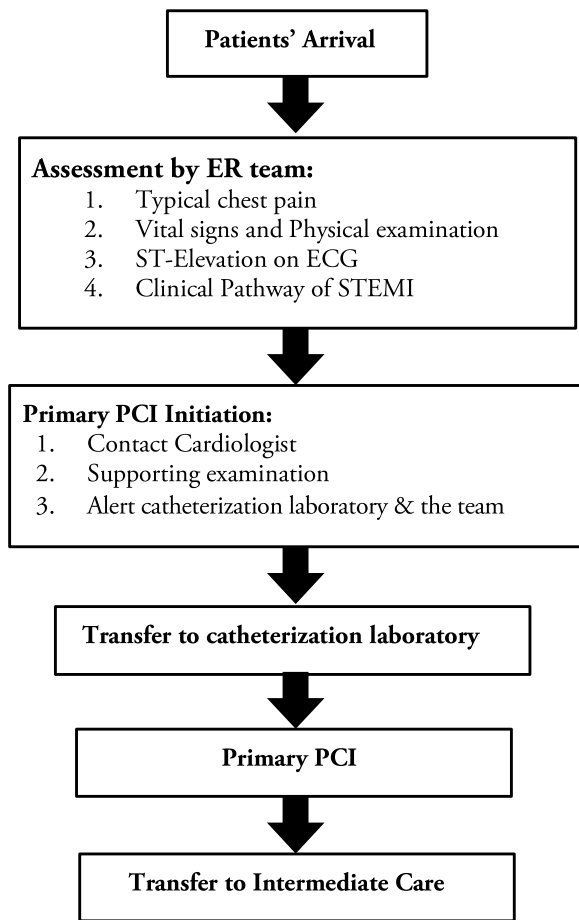 Patients’ Arrival
Assessment by ER team:
1. Typical chest pain
2. Vital signs and Physical examination
3. ST-Elevation on ECG
4. Clinical Pathway of STEMI
Primary PCI Initiation:
1. Contact Cardiologist
2. Supporting examination
3. Alert catheterization laboratory & the team
Transfer to catheterization laboratory
Primary PCI
Transfer to Intermediate Care